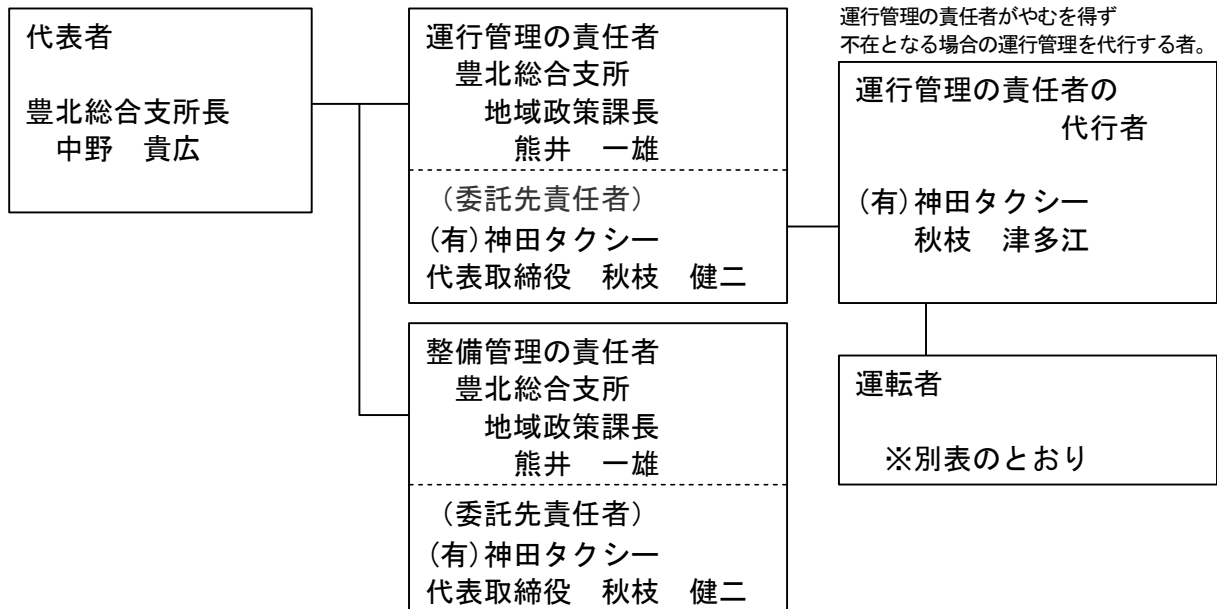 代表者
豊北総合支所長
中野　貴広
運行管理の責任者
豊北総合支所
地域政策課長
熊井　一雄
（委託先責任者）
(有)神田タクシー
代表取締役　秋枝　健二
整備管理の責任者
豊北総合支所
地域政策課長
熊井　一雄
（委託先責任者）
(有)神田タクシー
代表取締役　秋枝　健二
運行管理の責任者がやむを得ず
不在となる場合の運行管理を代行する者。
運行管理の責任者の
代行者
(有)神田タクシー
秋枝　津多江
運転者
※別表のとおり